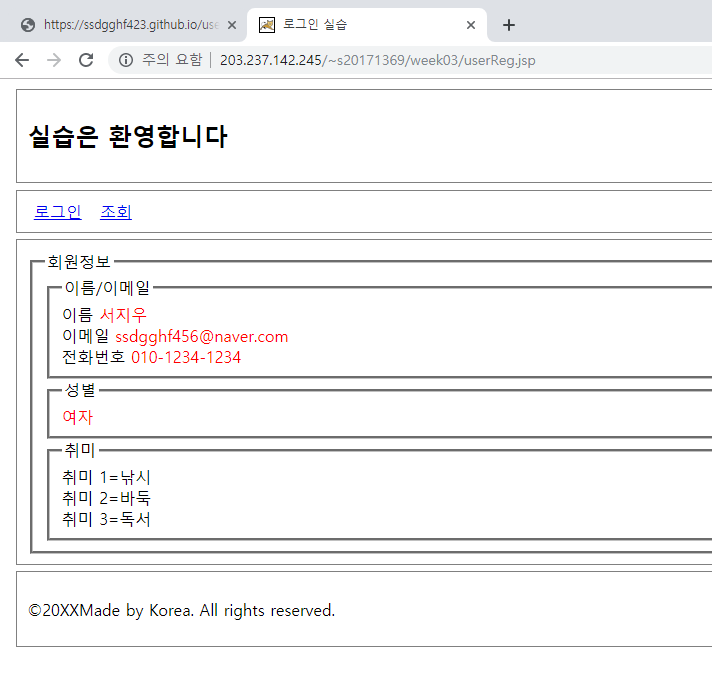 https://ssdgghf423.github.io/use
로그인 실습
주의 요함 | 203.237.142.245/~s20171369/week03/userReg.jsp
실습은 환영합니다
로그인 조회
회원정보
이름/이메일
이름 서지우
이메일 ssdgghf456@naver.com
전화번호 010-1234-1234
성별
여자
취미
취미 1=낚시
취미 2=바둑
취미 3=독서
©20XXMade by Korea. All rights reserved.